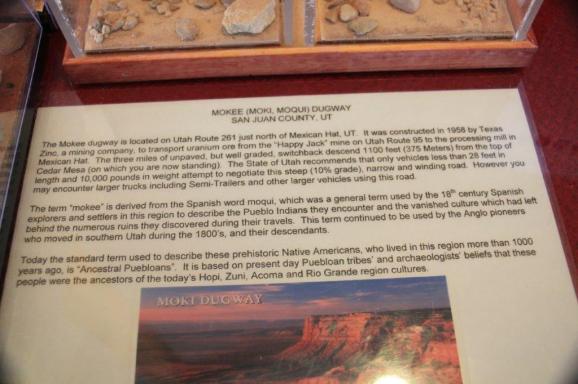 MOKEE (MOKI, MOQUI) DUGWAY
SAN JUAN COUNTY, UT
The Mokee dugway is located on Utah Route 261 just north of Mexican Hat, UT. It was constructed in 1958 by Texas
Zinc, a mining company, to transport uranium ore from the "Happy Jack" mine on Utah Route 95 to the processing mill in
Mexican Hat. The three miles of unpaved, but well graded, switchback descend 1100 feet (375 Meters) from the top of
Cedar Mesa (on which you are now standing). The State of Utah recommends that only vehicles less than 28 feet in
length and 10,000 pounds in weight attempt to negotiate this steep (10% grade), narrow and winding road. However you
may encounter larger trucks including Semi-Trailers and other larger vehicles using this road.
The term "mokee" is derived from the Spanish word moqui, which was a general term used by the 18th century Spanish
explorers and settlers in this region to describe the Pueblo Indians they encounter and the vanished culture which had left
behind the numerous ruins they discovered during their travels. This term continued to be used by the Anglo pioneers
who moved in southern Utah during the 1800's, and their descendants.
Today the standard term used to describe these prehistoric Native Americans, who lived in this region more than 1000
years ago, is "Ancestral Puebloans". It is based on present day Puebloan tribes' and archaeologists' beliefs that these
people were the ancestors of the today's Hopi, Zuni, Acoma and Rio Grande region cultures.
MOKI DUGWAY